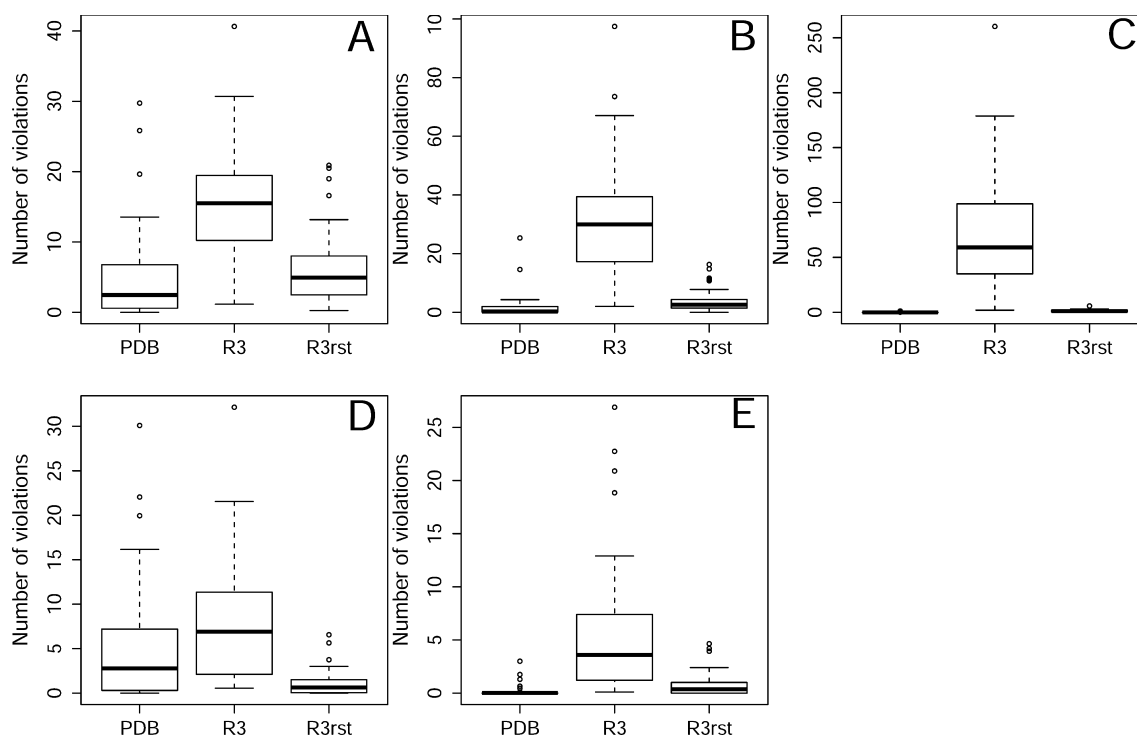 A
Number of violations
0
10
20
30
40
PDB
R3
R3rst
B
Number of violations
0
20
40
60
80
10
PDB
R3
R3rst
C
Number of violations
0
50
100
150
200
250
PDB
R3
R3rst
D
Number of violations
0
5
10
15
20
25
30
PDB
R3
R3rst
E
Number of violations
0
5
10
15
20
25
PDB
R3
R3rst